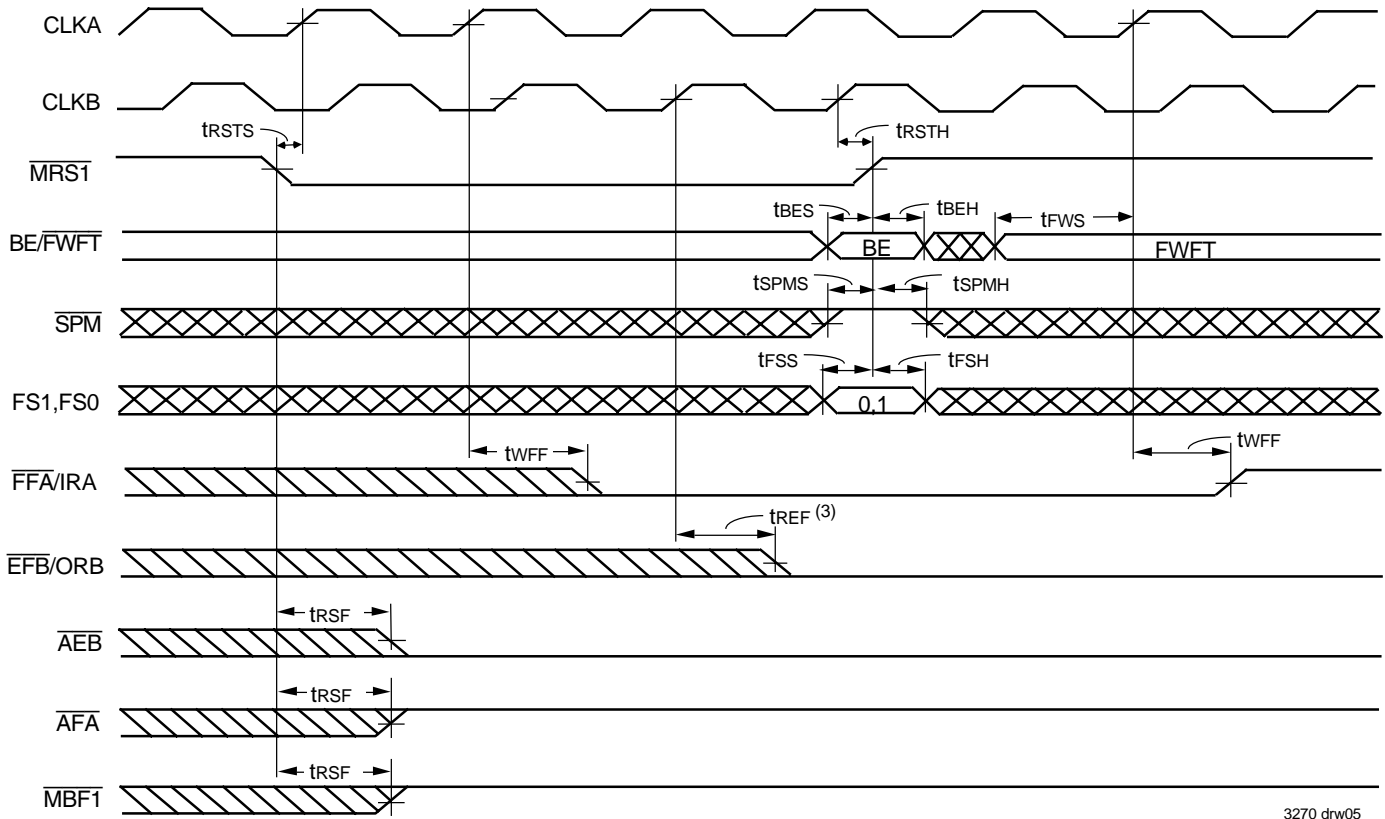 CLKA
CLKB
tRSTS
tRSTH
MRS1
tBES
tBEH
tFWS
BE/FWFT
BE
FWFT
tSPMS
tSPMH
SPM
tFSS
tFSH
FS1,FS0
0,1
tWFF
tWFF
FFA/IRA
tREF (3)
EFB/ORB
tRSF
AEB
tRSF
AFA
tRSF
MBF1
3270 drw05